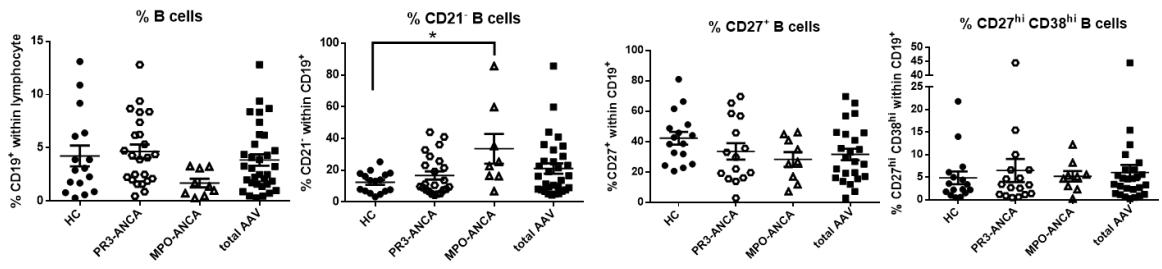 % B cells
% CD19⁺ within lymphocyte
15
10
5
0
HC
PR3-ANCA
MPO-ANCA
total AAV
% CD21⁻ B cells
% CD21⁻ within CD19⁺
100
80
60
40
20
0
*
HC
PR3-ANCA
MPO-ANCA
total AAV
% CD27⁺ B cells
%CD27⁺ within CD19⁺
100
80
60
40
20
0
HC
PR3-ANCA
MPO-ANCA
total AAV
% CD27ʰⁱ CD38ʰⁱ B cells
% CD27ʰⁱ CD38ʰⁱ within CD19⁺
50
45
40
35
30
25
20
15
10
5
0
HC
PR3-ANCA
MPO-ANCA
total AAV